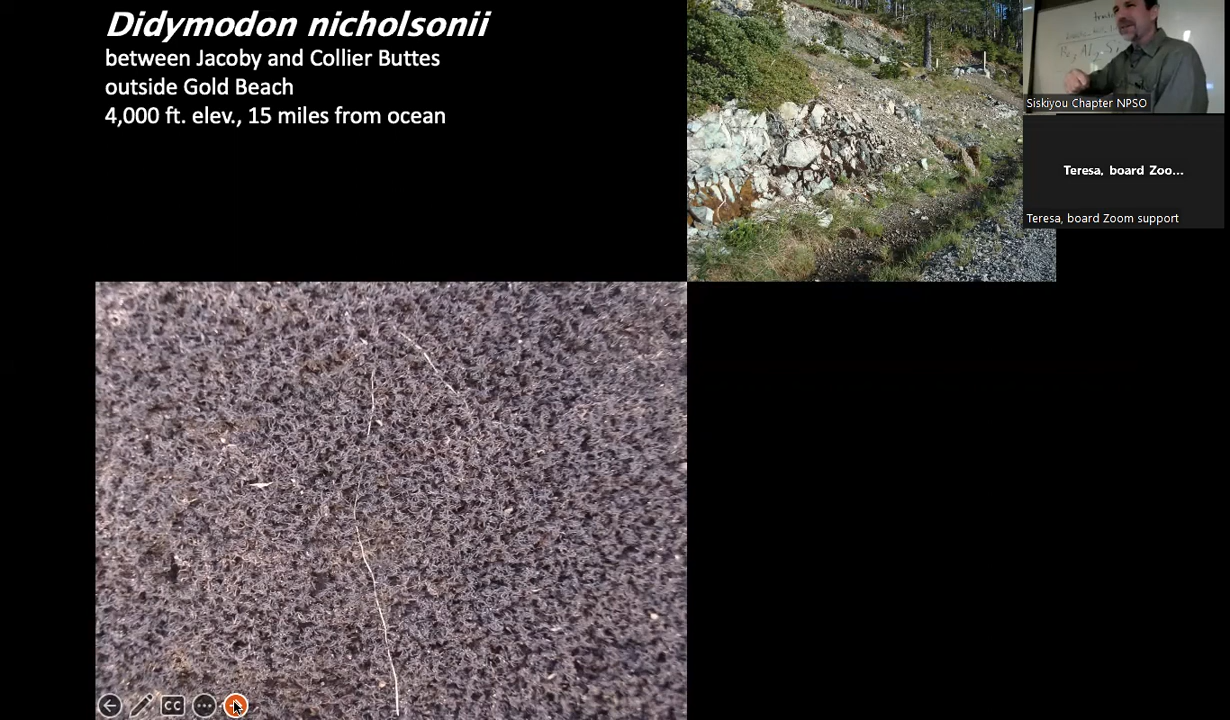 Didymodon nicholsonii
between Jacoby and Collier Buttes
outside Gold Beach
4,000 ft. elev., 15 miles from ocean
Siskiyou Chapter NPSO
Teresa, board Zoo...
Teresa, board Zoom support
CC